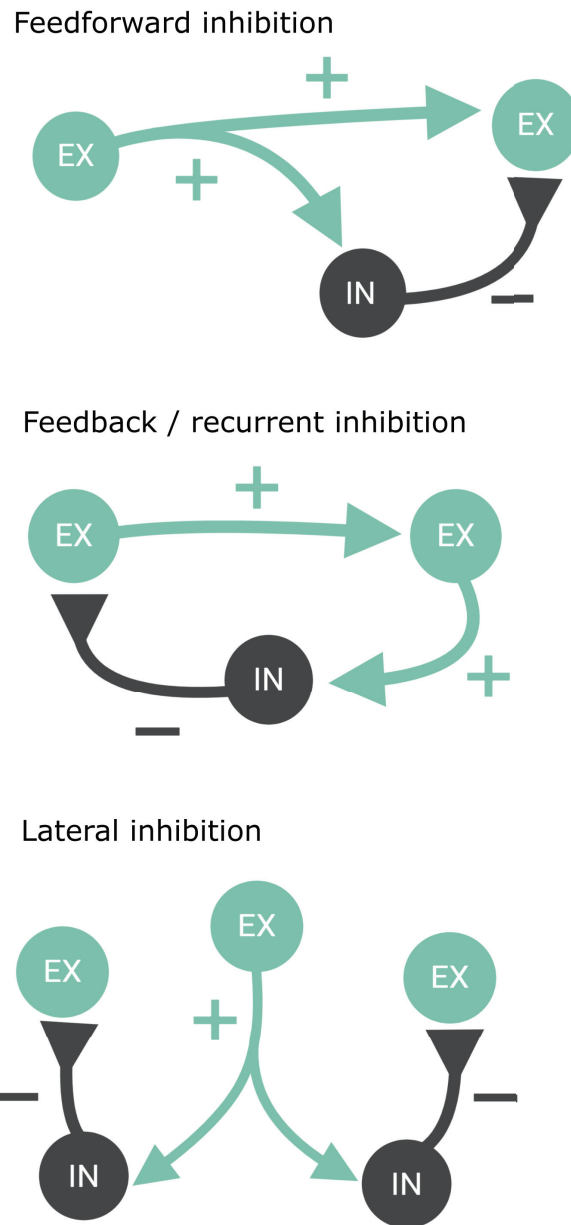 Feedforward inhibition
+
EX
EX
+
IN
−
Feedback / recurrent inhibition
+
EX
EX
IN
+
−
Lateral inhibition
EX
EX
EX
+
−
−
IN
IN